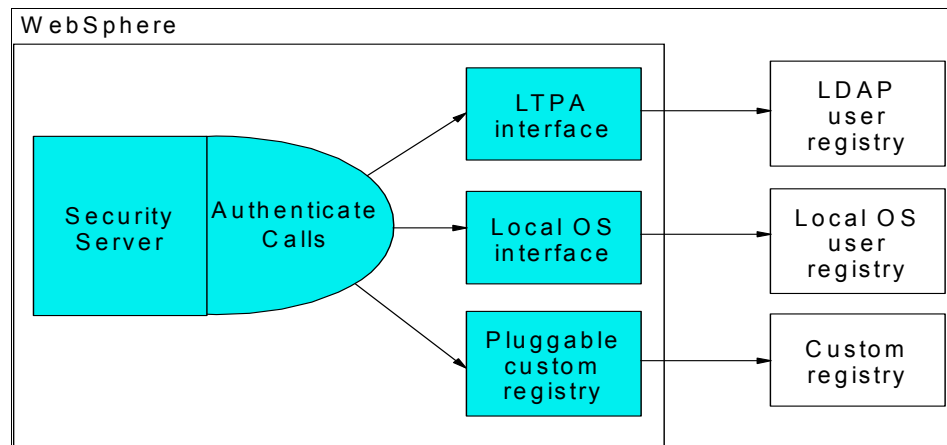 WebSphere
Security
Server
Authenticate
Calls
LTPA
interface
Local OS
interface
Pluggable
custom
registry
LDAP
user
registry
Local OS
user
registry
Custom
registry